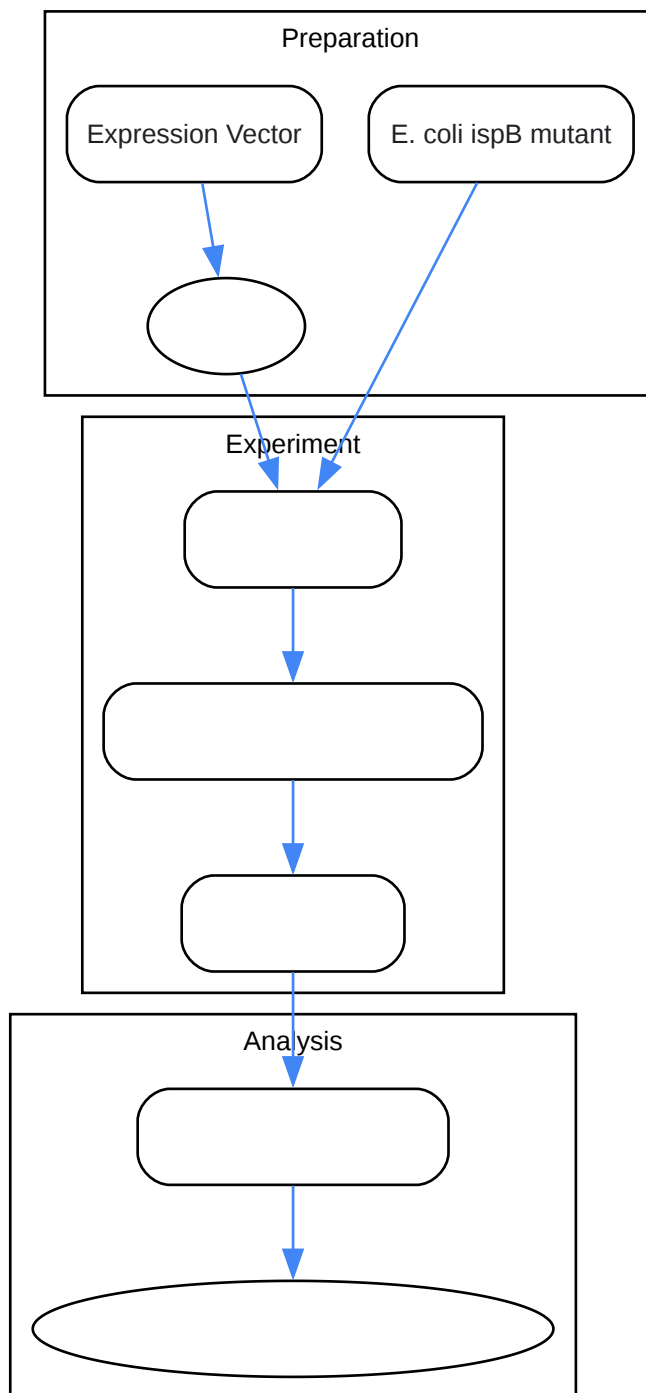 Preparation
Expression Vector
E. coli ispB mutant
Experiment
Analysis